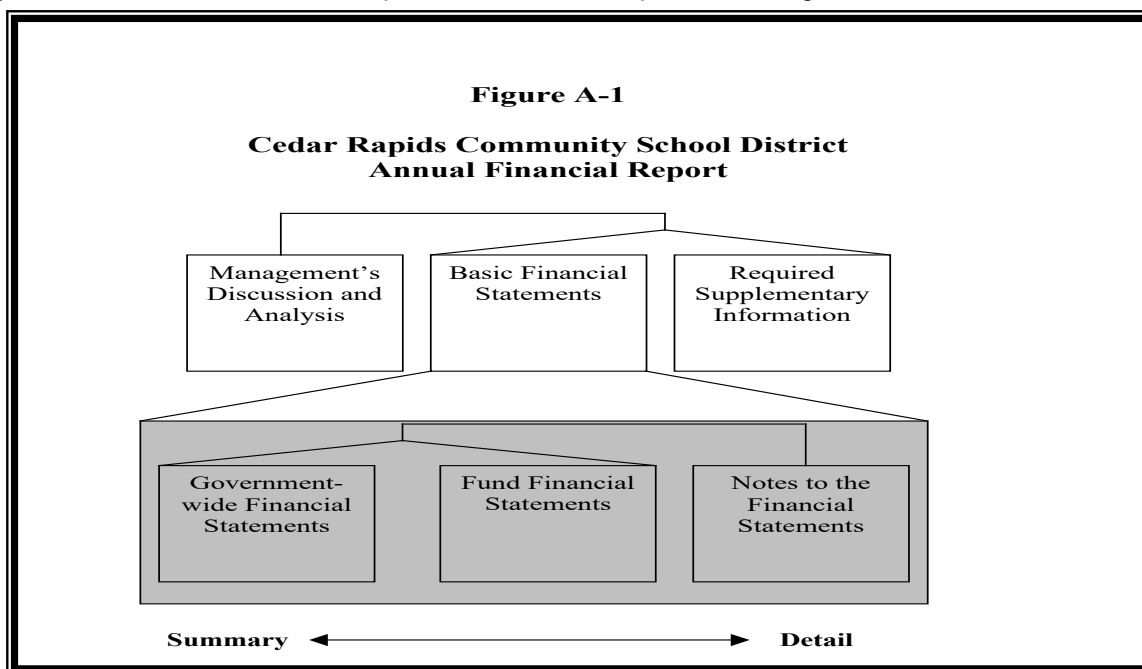 Figure A-1
Cedar Rapids Community School District
Annual Financial Report
Management’s
Discussion and
Analysis
Basic Financial
Statements
Required
Supplementary
Information
Government-
wide Financial
Statements
Fund Financial
Statements
Notes to the
Financial
Statements
Summary
Detail